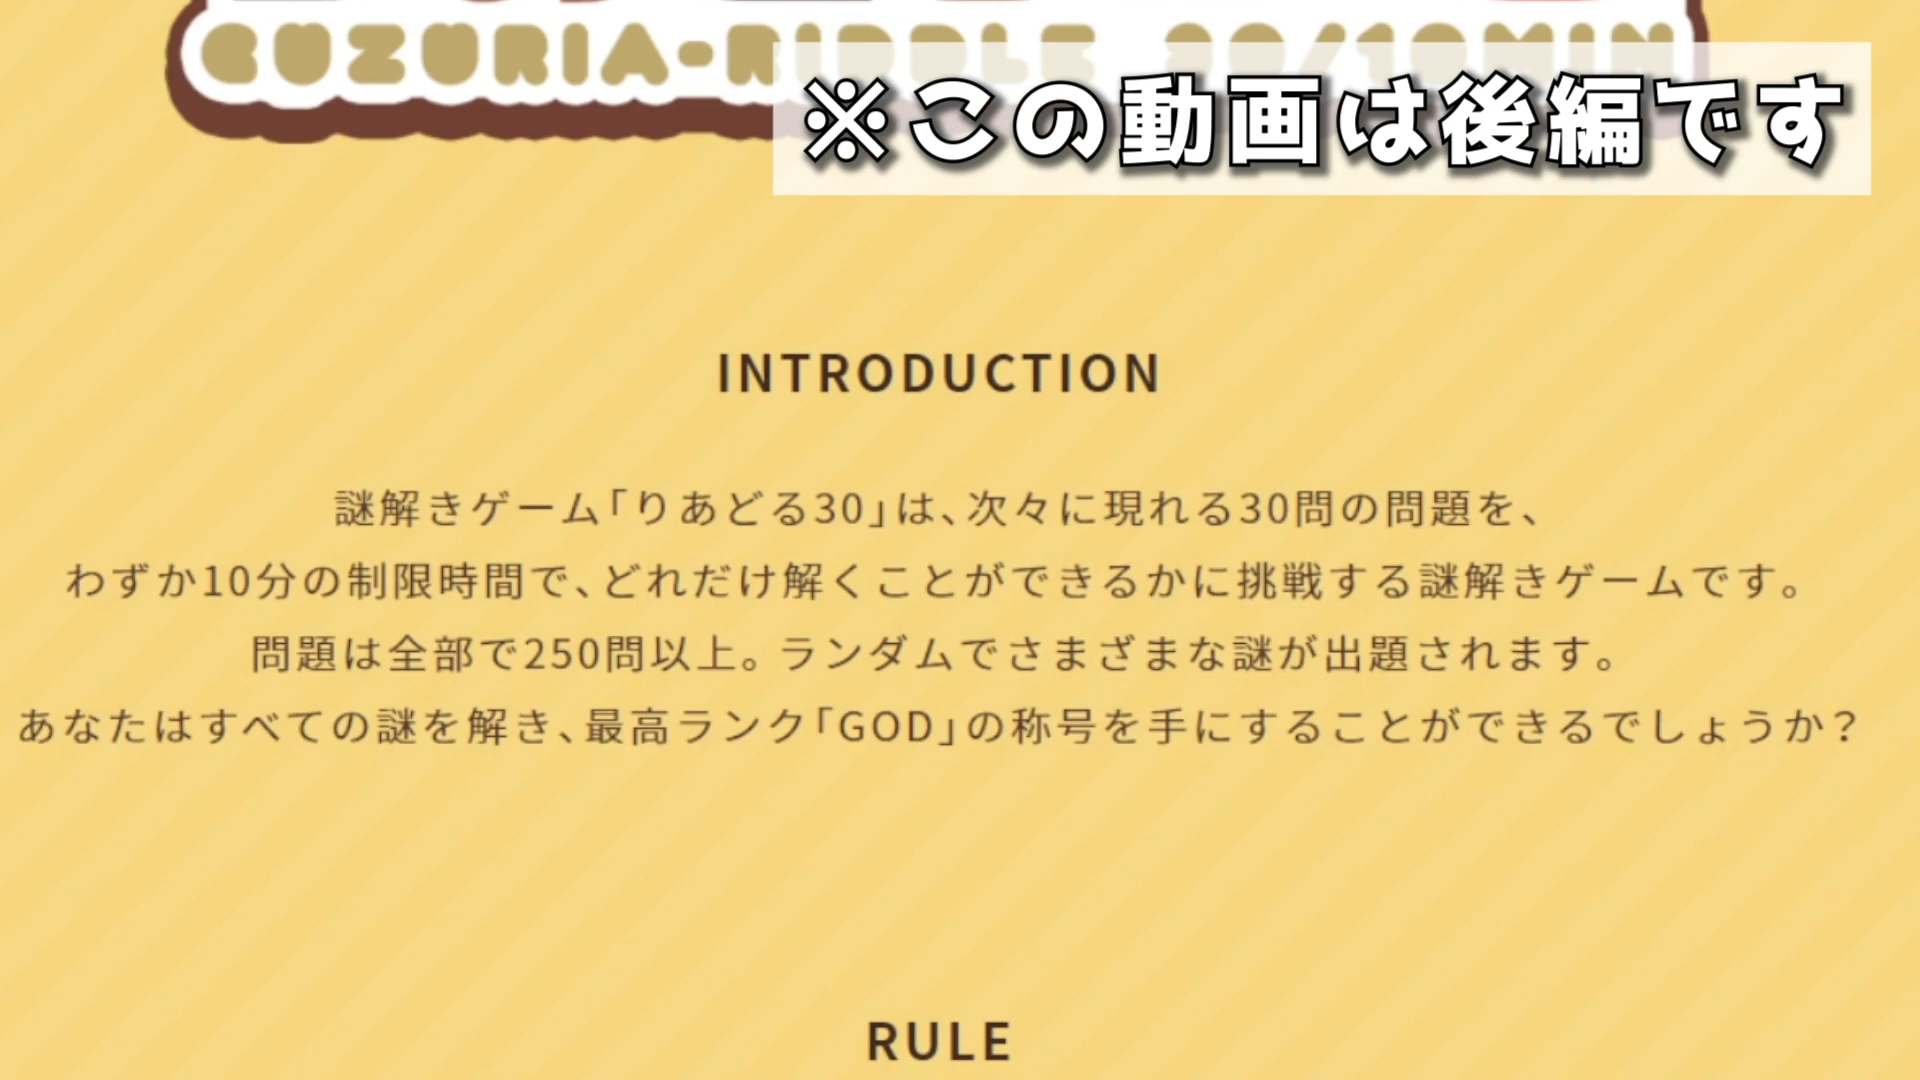 CUZURIA-RIDDLE 30/10MIN
※この動画は後編です
INTRODUCTION
謎解きゲーム「りあどる30」は、次々に現れる30問の問題を、
わずか10分の制限時間で、どれだけ解くことができるかに挑戦する謎解きゲームです。
問題は全部で250問以上。ランダムでさまざまな謎が出題されます。
あなたはすべての謎を解き、最高ランク「GOD」の称号を手にすることができるでしょうか?
RULE